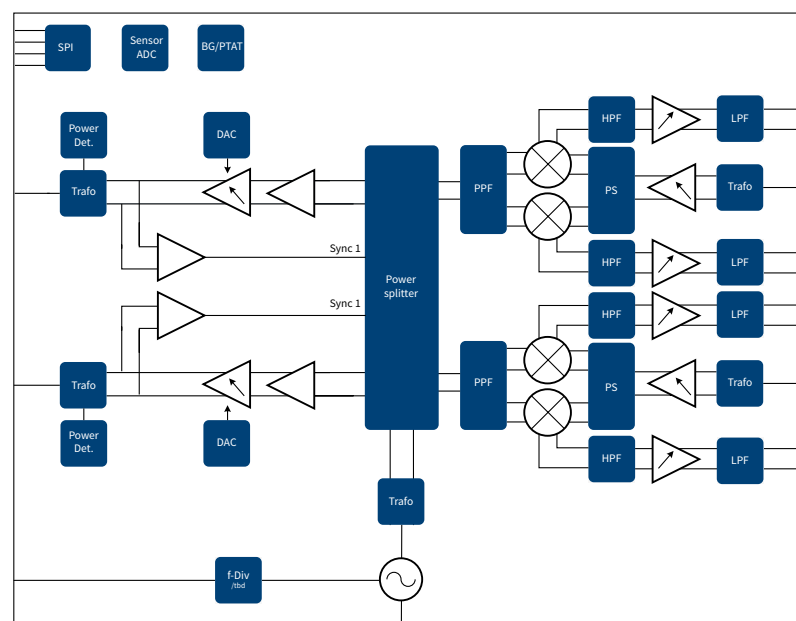 SPI
Sensor
ADC
BG/PTAT
Power
Det.
DAC
Trafo
Sync 1
Sync 1
Trafo
Power
Det.
DAC
Power
splitter
Trafo
f-Div
/tbd
PPF
HPF
LPF
PS
Trafo
HPF
LPF
PPF
HPF
LPF
PS
Trafo
HPF
LPF